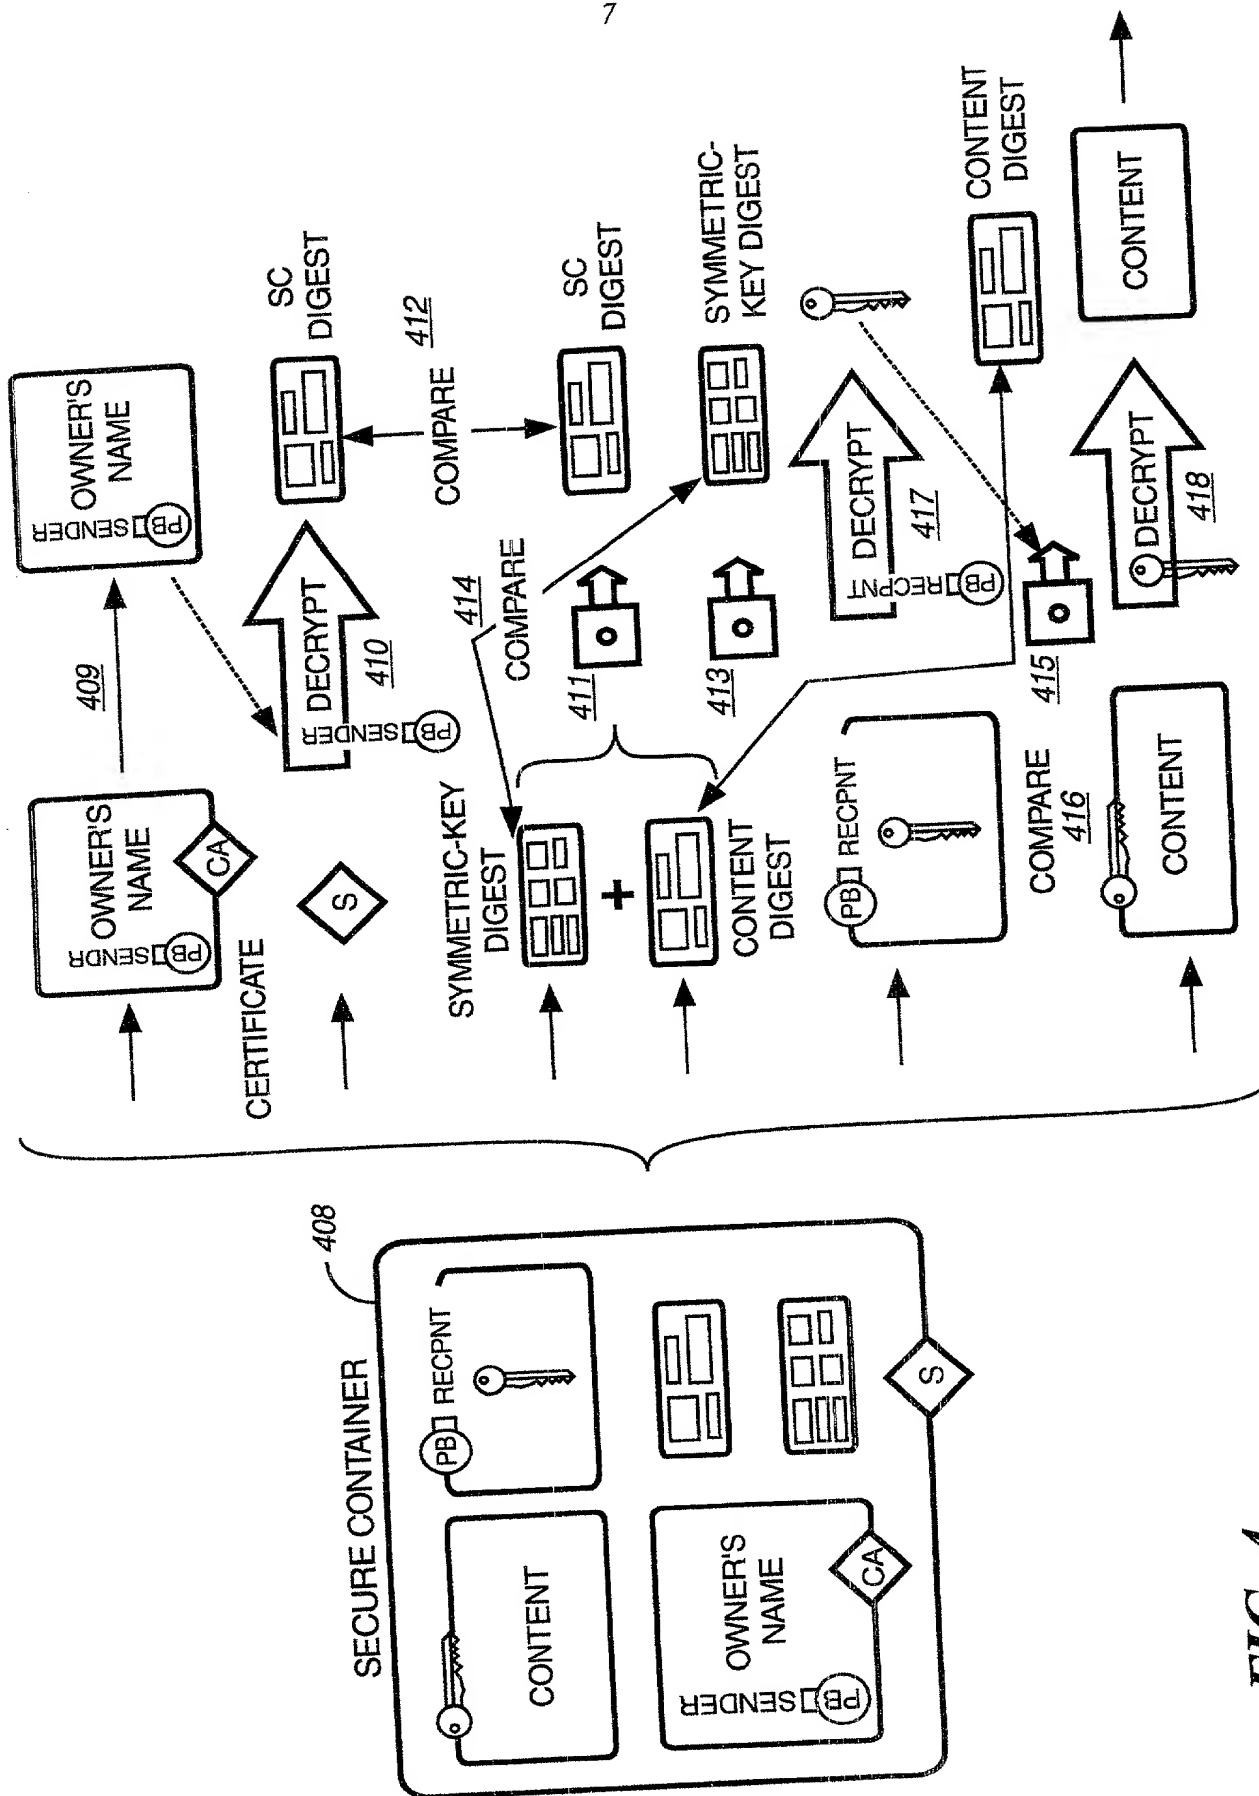 7
SECURE CONTAINER
408
CONTENT
PB RECPNT
OWNER'S
NAME
PB SENDER
CA
S
OWNER'S
NAME
PB SENDR
CA
CERTIFICATE
409
OWNER'S
NAME
PB SENDER
S
DECRYPT
PB SENDER
410
SC
DIGEST
COMPARE
412
SYMMETRIC-KEY
DIGEST
+
CONTENT
DIGEST
COMPARE
414
411
SC
DIGEST
413
SYMMETRIC-
KEY DIGEST
PB RECPNT
DECRYPT
PB RECPNT
417
COMPARE
416
415
CONTENT
DIGEST
CONTENT
DECRYPT
418
CONTENT